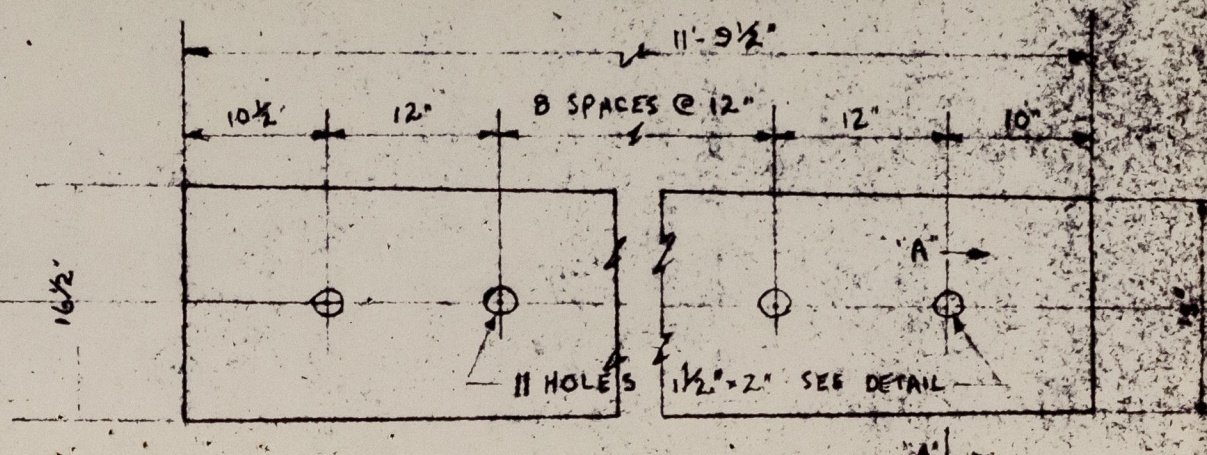 11'-9½"
10½" 12" 8 SPACES @ 12" 12" 10"
"A"
16½"
11 HOLES 1½"×2" SEE DETAIL
"A"